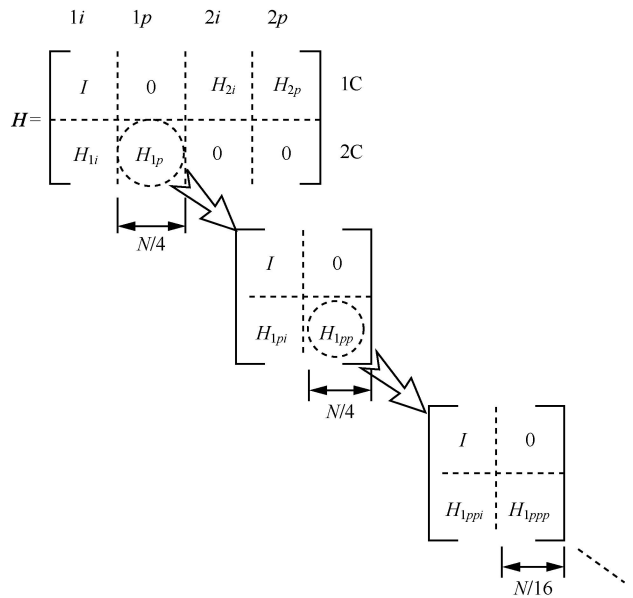 1i 1p 2i 2p
I 0 H2i H2p 1C
H=
H1i H1p 0 0 2C
N/4
I 0
H1pi H1pp
N/4
I 0
H1ppi H1ppp
N/16